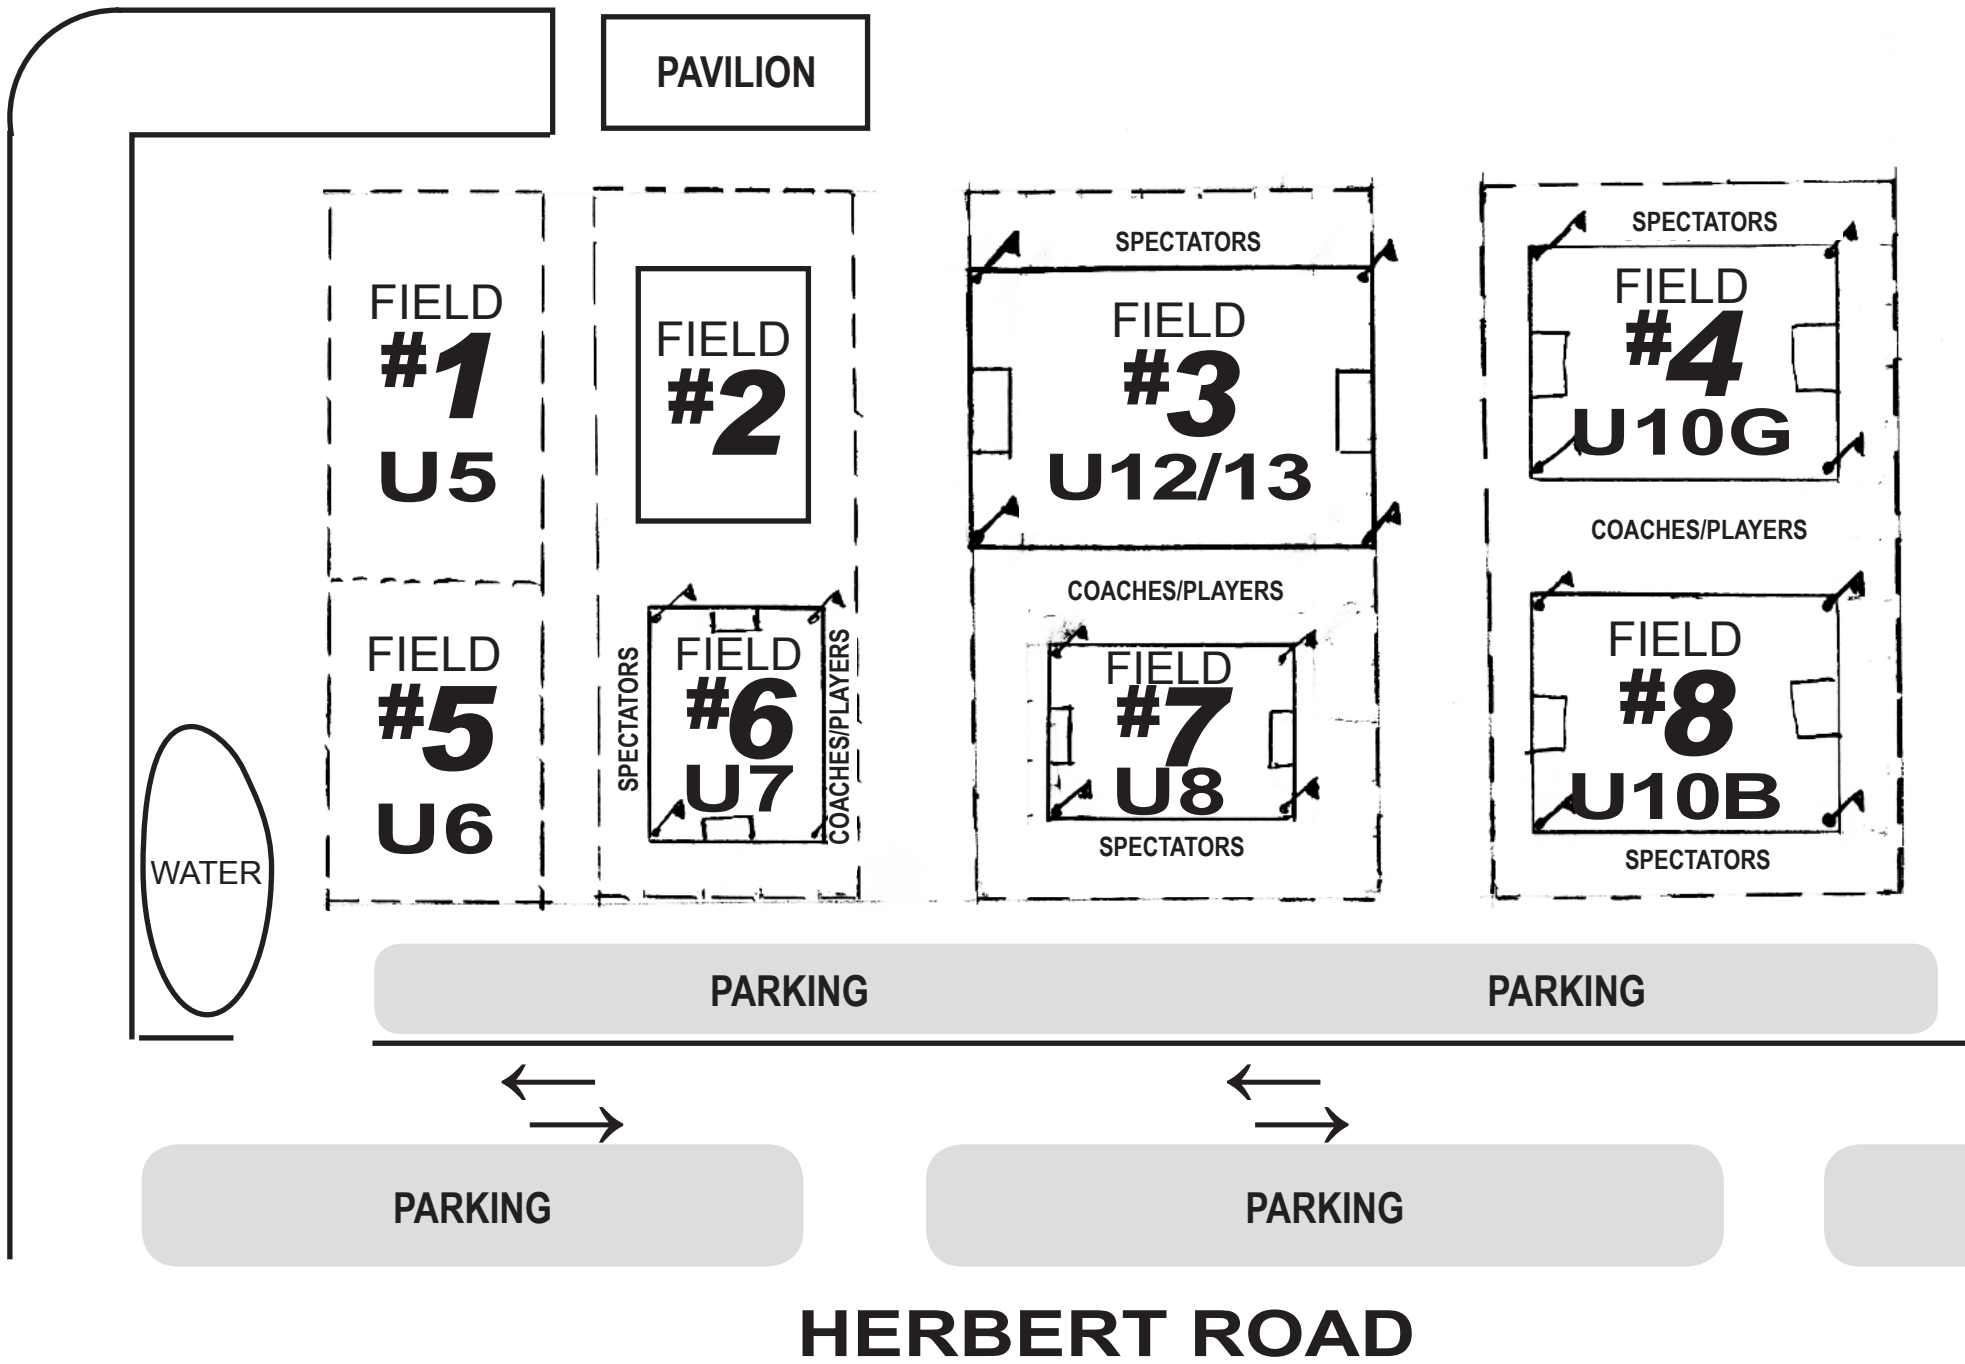 PAVILION
FIELD
#1
U5
FIELD
#2
SPECTATORS
FIELD
#3
U12/13
COACHES/PLAYERS
SPECTATORS
FIELD
#4
U10G
COACHES/PLAYERS
FIELD
#5
U6
SPECTATORS
FIELD
#6
U7
COACHES/PLAYERS
FIELD
#7
U8
SPECTATORS
FIELD
#8
U10B
SPECTATORS
WATER
PARKING
PARKING
PARKING
PARKING
HERBERT ROAD